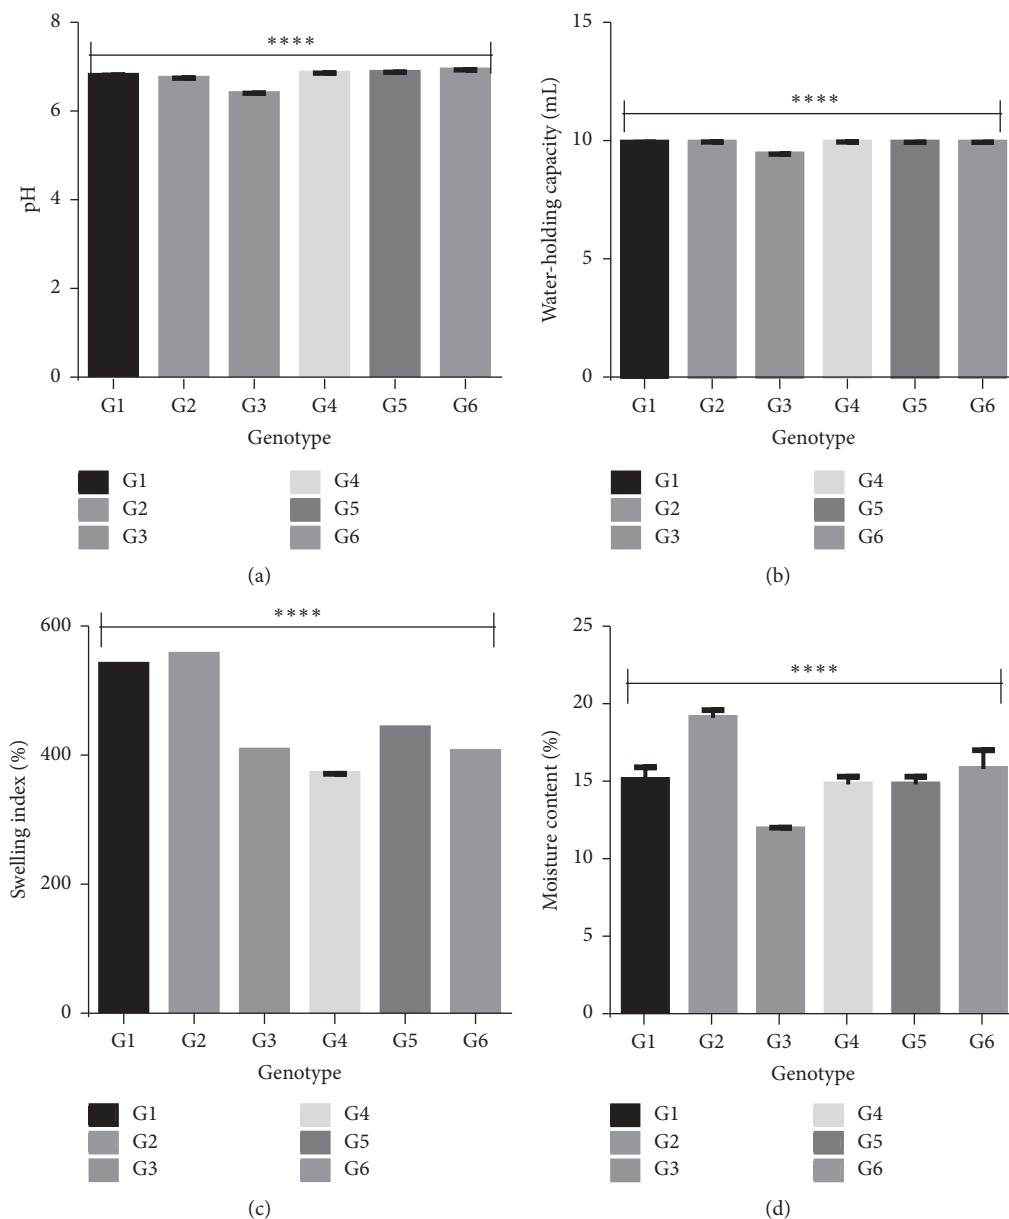 8
6
4
2
0
pH
****
G1 G2 G3 G4 G5 G6
Genotype
G1 G4
G2 G5
G3 G6
(a)
15
10
5
0
Water-holding capacity (mL)
****
G1 G2 G3 G4 G5 G6
Genotype
G1 G4
G2 G5
G3 G6
(b)
600
400
200
0
Swelling index (%)
****
G1 G2 G3 G4 G5 G6
Genotype
G1 G4
G2 G5
G3 G6
(c)
25
20
15
10
5
0
Moisture content (%)
****
G1 G2 G3 G4 G5 G6
Genotype
G1 G4
G2 G5
G3 G6
(d)